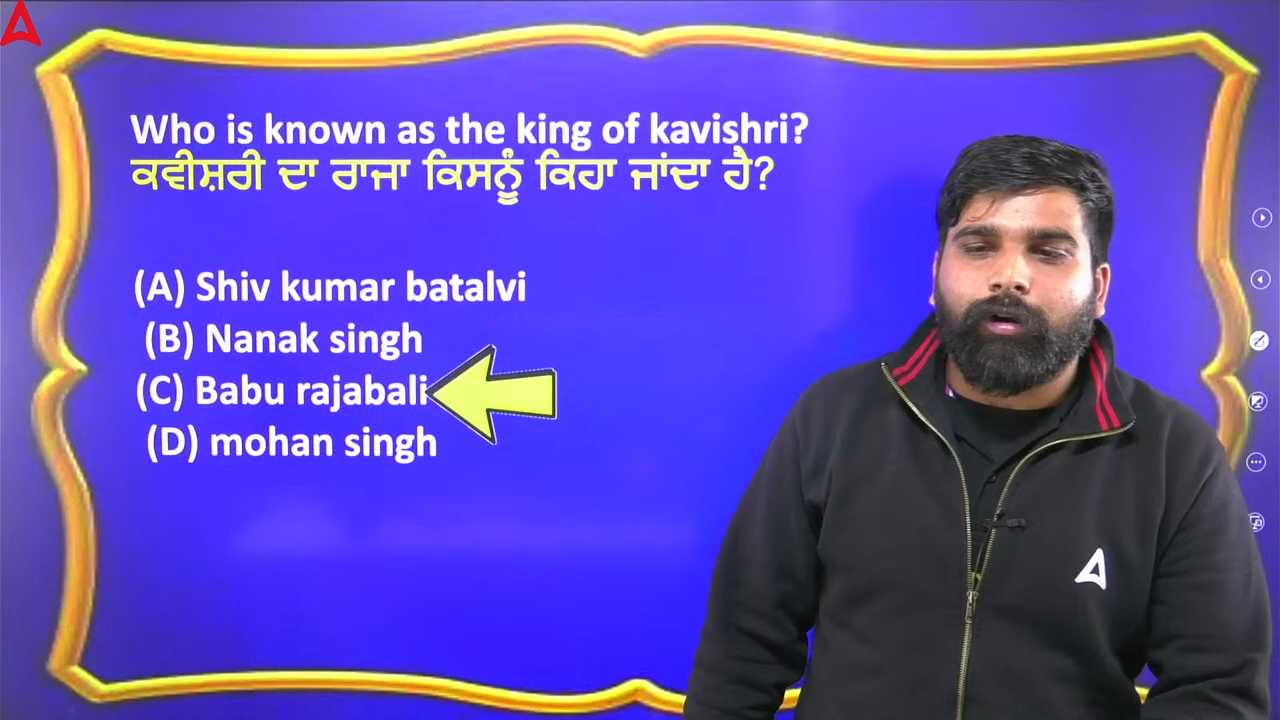 Who is known as the king of kavishri?
ਕਵੀਸ਼ਰੀ ਦਾ ਰਾਜਾ ਕਿਸਨੂੰ ਕਿਹਾ ਜਾਂਦਾ ਹੈ?
(A) Shiv kumar batalvi
(B) Nanak singh
(C) Babu rajabali
(D) mohan singh